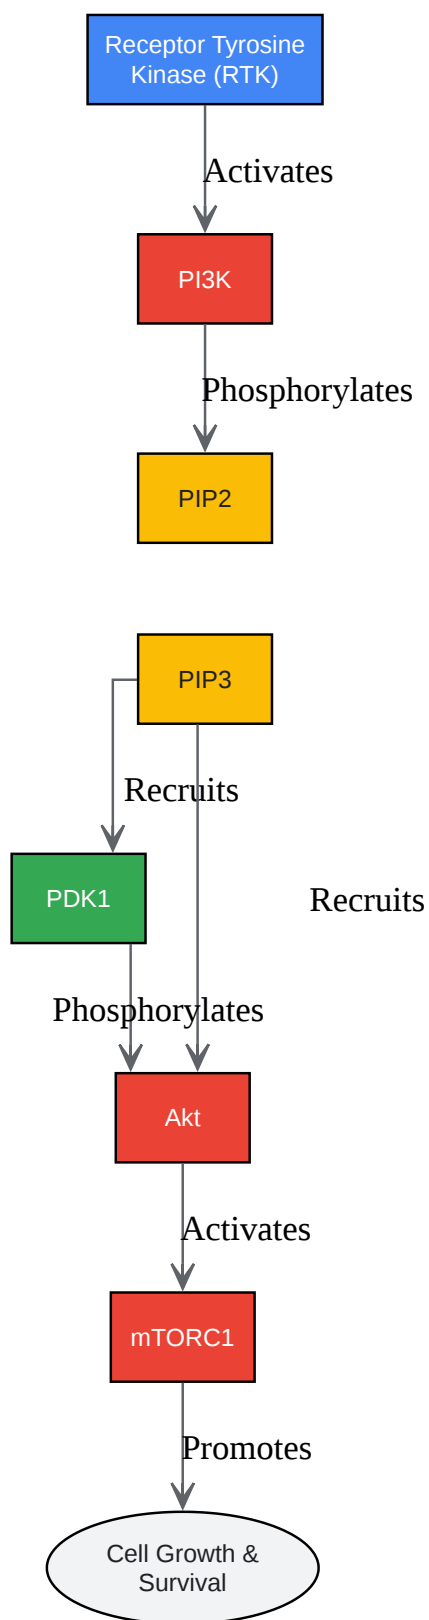 Receptor Tyrosine
Kinase (RTK)
Activates
PI3K
Phosphorylates
PIP2
PIP3
Recruits
PDK1
Recruits
Phosphorylates
Akt
Activates
mTORC1
Promotes
Cell Growth &
Survival